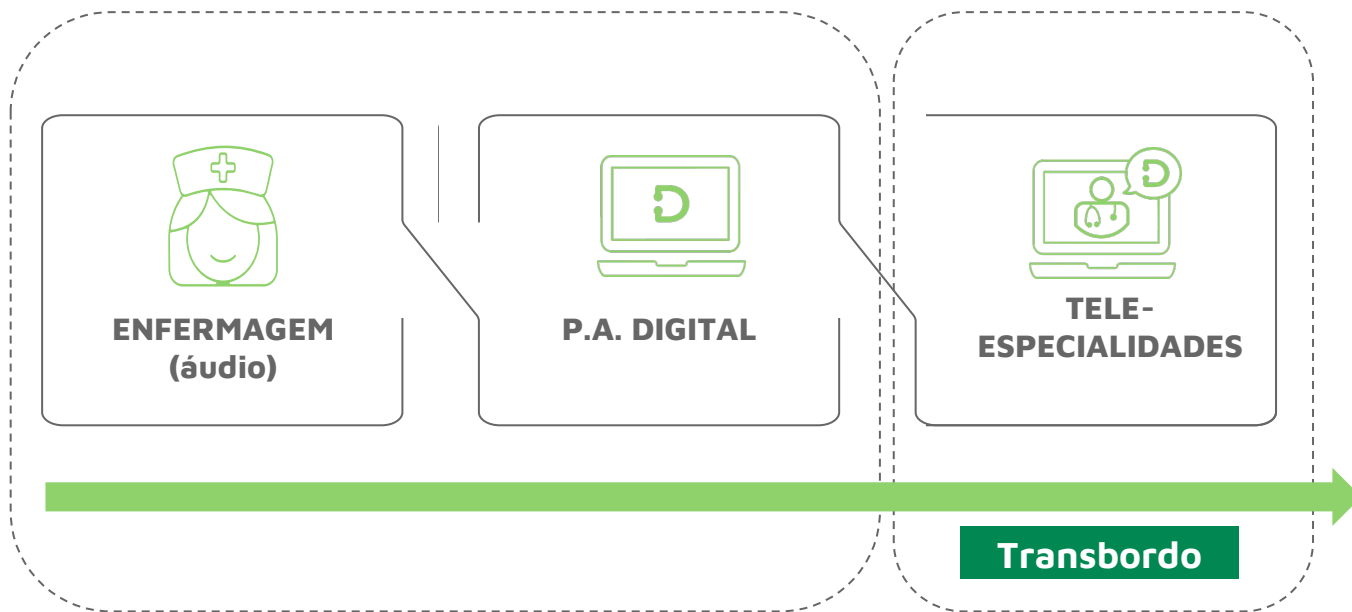 ENFERMAGEM
(áudio)
P.A. DIGITAL
TELE-
ESPECIALIDADES
Transbordo